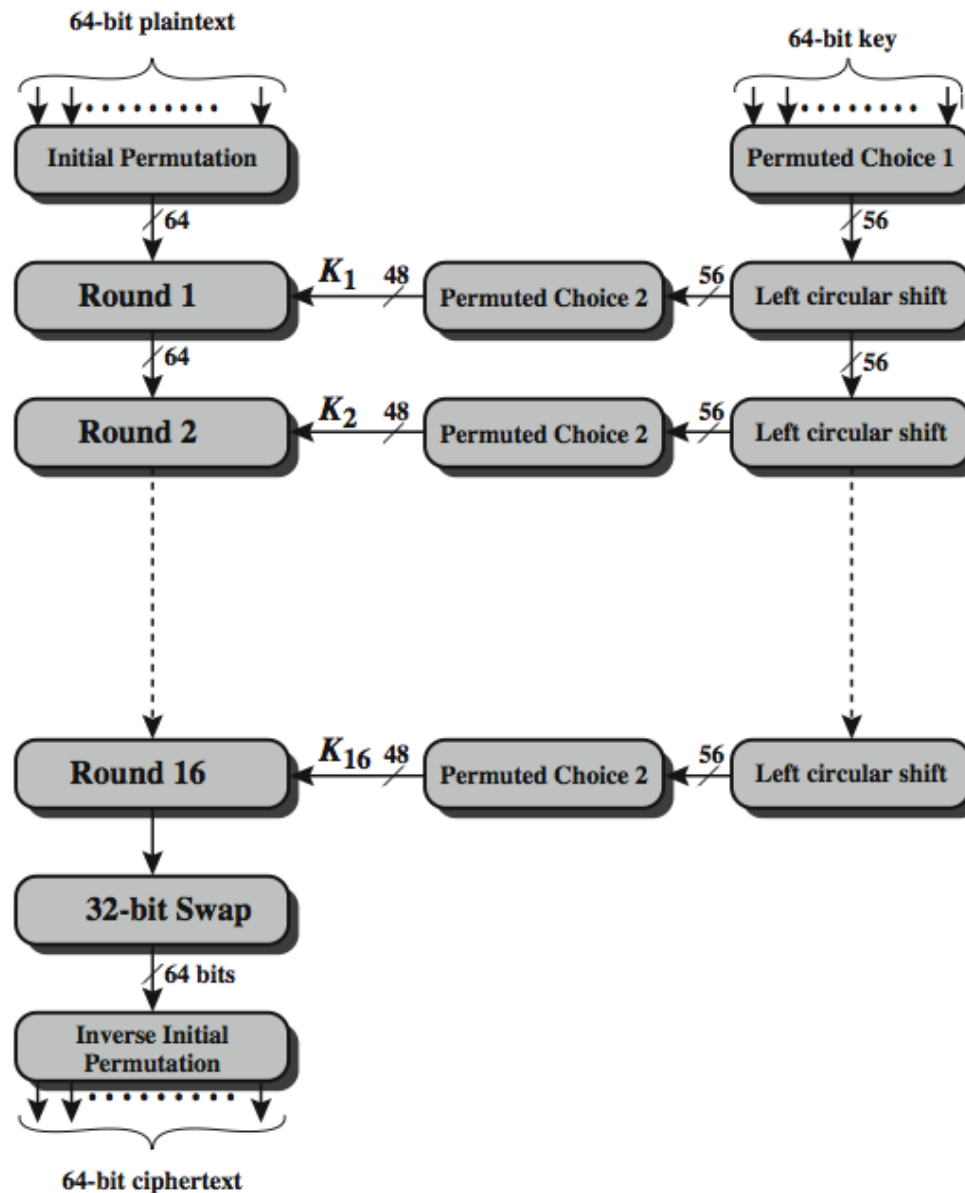 64-bit plaintext
64-bit key
Initial Permutation
Permuted Choice 1
64
56
Round 1
K1
48
Permuted Choice 2
56
Left circular shift
64
56
Round 2
K2
48
Permuted Choice 2
56
Left circular shift
Round 16
K16
48
Permuted Choice 2
56
Left circular shift
32-bit Swap
64 bits
Inverse Initial
Permutation
64-bit ciphertext